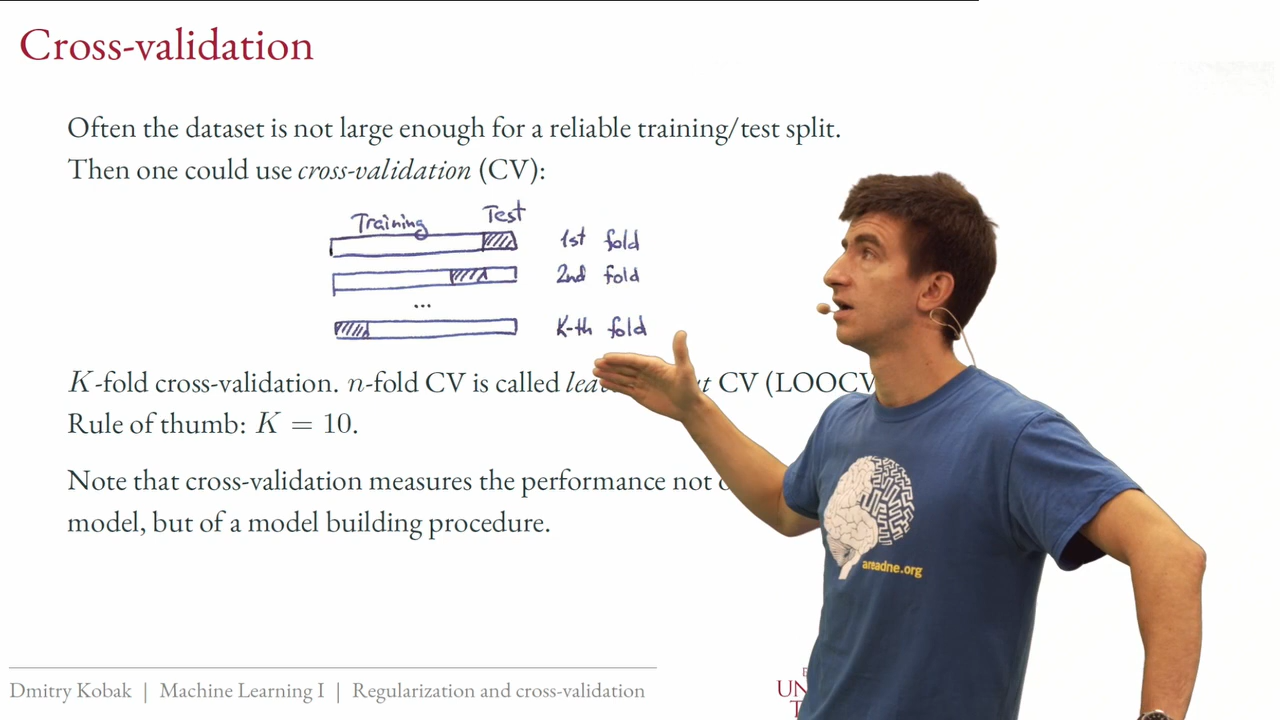 Cross-validation
Often the dataset is not large enough for a reliable training/test split.
Then one could use cross-validation (CV):
Training Test
1st fold
2nd fold
...
K-th fold
K-fold cross-validation. n-fold CV is called CV (LOOCV
Rule of thumb: K = 10.
Note that cross-validation measures the performance not
model, but of a model building procedure.
areadne.org
Dmitry Kobak | Machine Learning I | Regularization and cross-validation